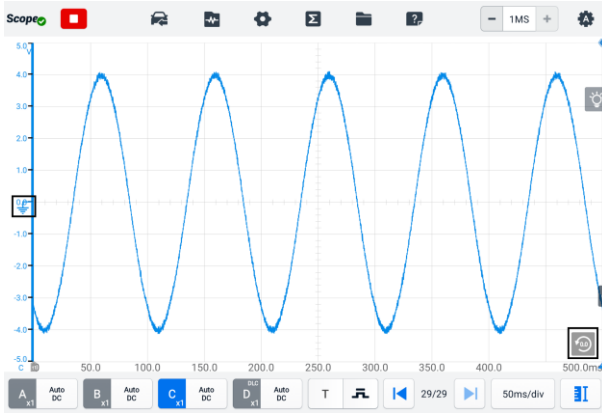 Scope
Σ
?
- 1MS +
A
5.0
V
4.0
3.0
2.0
1.0
0.0
-1.0
-2.0
-3.0
-4.0
-5.0
0.0
C 50.0 100.0 150.0 200.0 250.0 300.0 350.0 400.0 500.0ms
A x1 Auto DC
B x1 Auto DC
C x1 Auto DC
DLC D x1 Auto DC
T
29/29
50ms/div